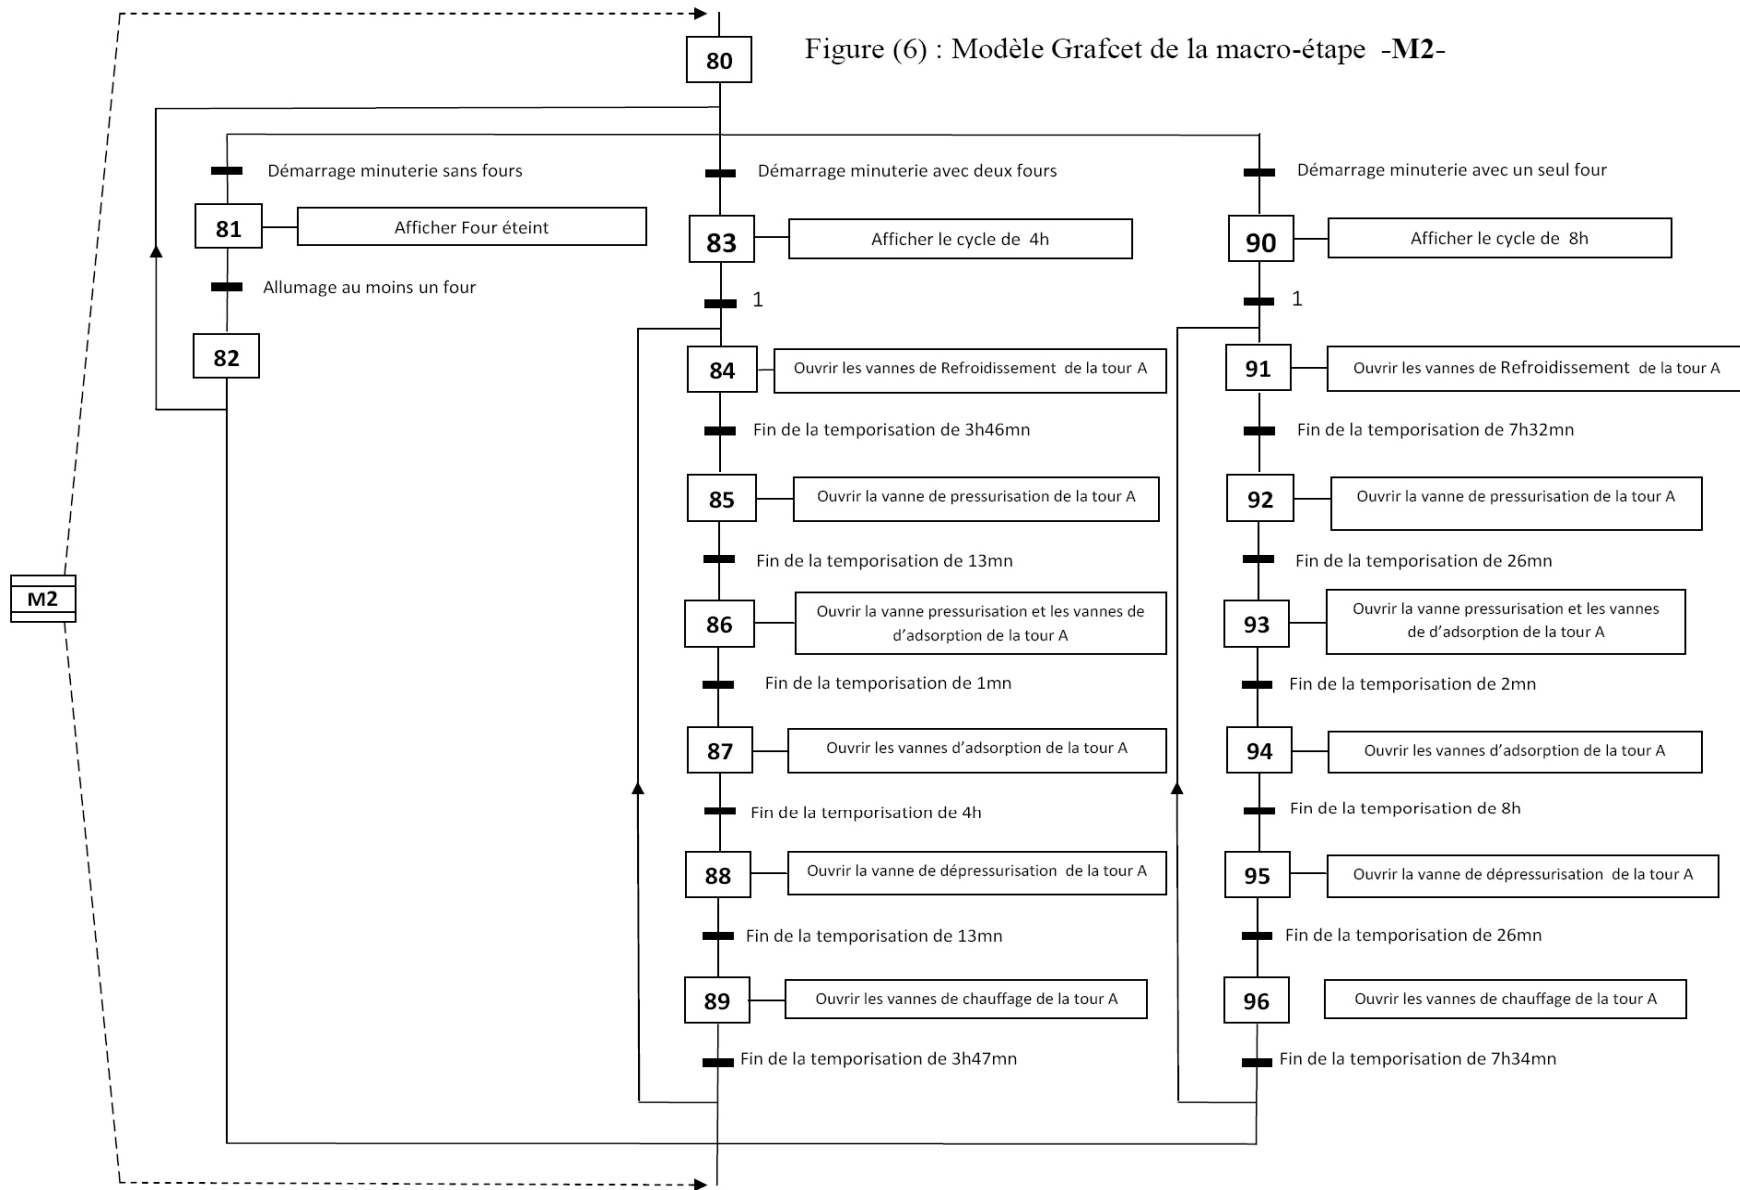 Figure (6) : Modèle Grafcet de la macro-étape -M2-
80
Démarrage minuterie sans fours
81
Afficher Four éteint
Allumage au moins un four
82
M2
Démarrage minuterie avec deux fours
83
Afficher le cycle de 4h
1
84
Ouvrir les vannes de Refroidissement de la tour A
Fin de la temporisation de 3h46mn
85
Ouvrir la vanne de pressurisation de la tour A
Fin de la temporisation de 13mn
86
Ouvrir la vanne pressurisation et les vannes de
d'adsorption de la tour A
Fin de la temporisation de 1mn
87
Ouvrir les vannes d'adsorption de la tour A
Fin de la temporisation de 4h
88
Ouvrir la vanne de dépressurisation de la tour A
Fin de la temporisation de 13mn
89
Ouvrir les vannes de chauffage de la tour A
Fin de la temporisation de 3h47mn
Démarrage minuterie avec un seul four
90
Afficher le cycle de 8h
1
91
Ouvrir les vannes de Refroidissement de la tour A
Fin de la temporisation de 7h32mn
92
Ouvrir la vanne de pressurisation de la tour A
Fin de la temporisation de 26mn
93
Ouvrir la vanne pressurisation et les vannes
de d'adsorption de la tour A
Fin de la temporisation de 2mn
94
Ouvrir les vannes d'adsorption de la tour A
Fin de la temporisation de 8h
95
Ouvrir la vanne de dépressurisation de la tour A
Fin de la temporisation de 26mn
96
Ouvrir les vannes de chauffage de la tour A
Fin de la temporisation de 7h34mn